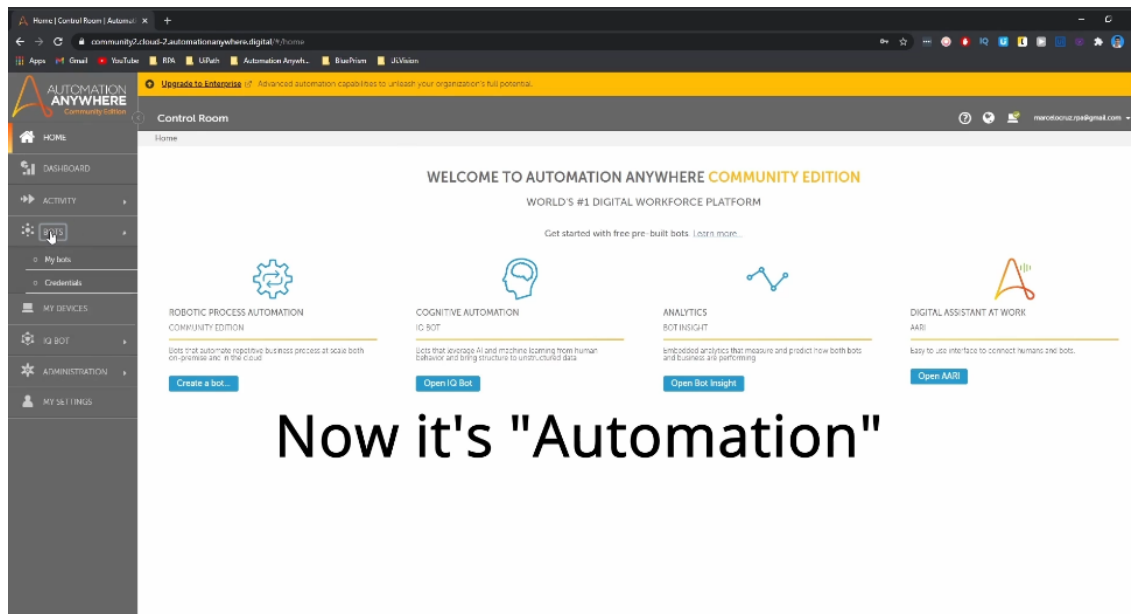 Home | Control Room | Automati
community2.cloud-2.automationanywhere.digital/#/home
Apps Gmail YouTube RPA UiPath Automation Anywh... BluePrism JLVision
AUTOMATION
ANYWHERE
Community Edition
Upgrade to Enterprise Advanced automation capabilities to unleash your organization's full potential.
Control Room
marcelocruz.rpa@gmail.com
Home
HOME
DASHBOARD
ACTIVITY
BOTS
My bots
Credentials
MY DEVICES
IQ BOT
ADMINISTRATION
MY SETTINGS
WELCOME TO AUTOMATION ANYWHERE COMMUNITY EDITION
WORLD'S #1 DIGITAL WORKFORCE PLATFORM
Get started with free pre-built bots. Learn more...
ROBOTIC PROCESS AUTOMATION
COMMUNITY EDITION
Bots that automate repetitive business process at scale both
on-premise and in the cloud
Create a bot...
COGNITIVE AUTOMATION
IQ BOT
Bots that leverage AI and machine learning from human
behavior and bring structure to unstructured data
Open IQ Bot
ANALYTICS
BOT INSIGHT
Embedded analytics that measure and predict how both bots
and business are performing
Open Bot Insight
DIGITAL ASSISTANT AT WORK
AARI
Easy to use interface to connect humans and bots.
Open AARI
Now it's "Automation"